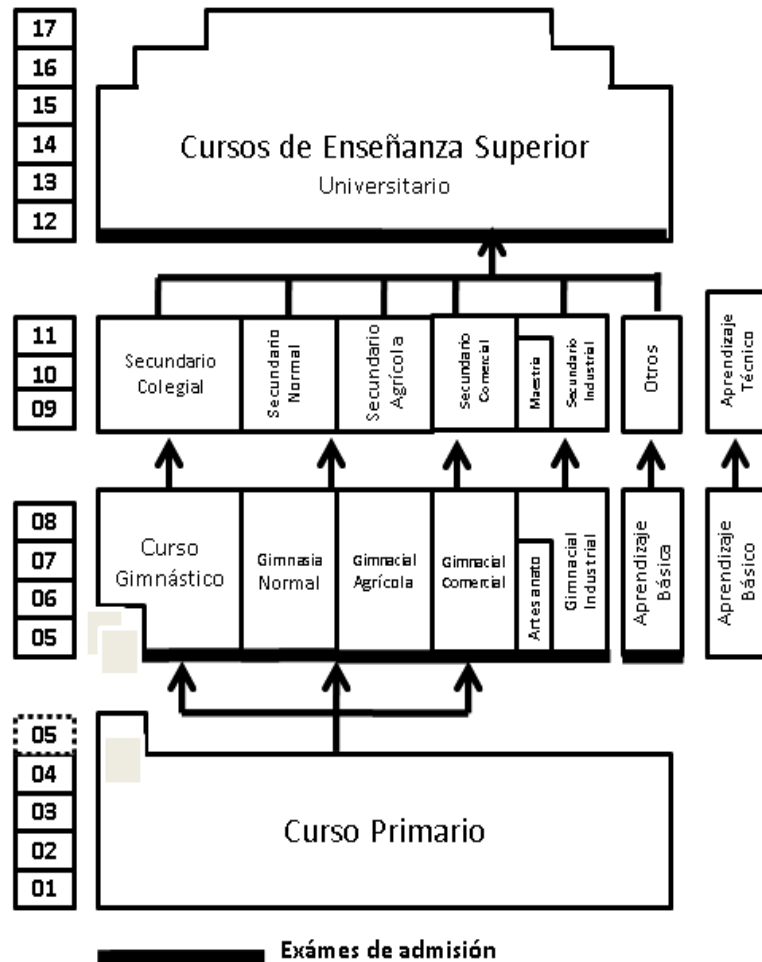 17
16
15
14
13
12
Cursos de Enseñanza Superior
Universitario
11
10
09
Secundario
Colegial
Secundario
Normal
Secundario
Agrícola
Secundario
Comercial
Maestria
Secundario
Industrial
Otros
Aprendizaje
Técnico
08
07
06
05
Curso
Gimnástico
Gimnasia
Normal
Gimnacial
Agrícola
Gimnacial
Comercial
Artesanato
Gimnacial
Industrial
Aprendizaje
Básica
Aprendizaje
Básico
05
04
03
02
01
Curso Primario
Exámes de admisión